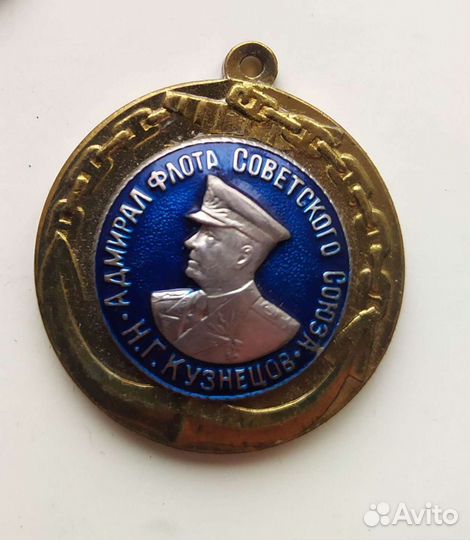 АДМИРАЛ ФЛОТА СОВЕТСКОГО СОЮЗА
· Н.Г. КУЗНЕЦОВ ·
Avito